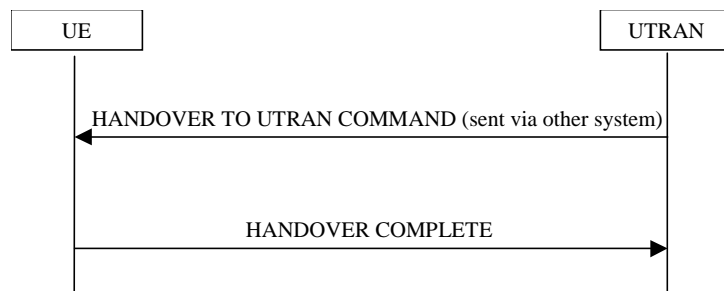 UE
UTRAN
HANDOVER TO UTRAN COMMAND (sent via other system)
HANDOVER COMPLETE